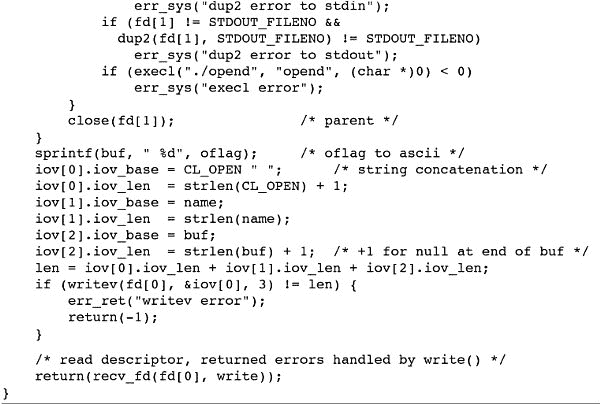 err_sys("dup2 error to stdin");
            if (fd[1] != STDOUT_FILENO &&
              dup2(fd[1], STDOUT_FILENO) != STDOUT_FILENO)
                err_sys("dup2 error to stdout");
            if (execl("./opend", "opend", (char *)0) < 0)
                err_sys("execl error");
        }
        close(fd[1]);               /* parent */
    }
    sprintf(buf, " %d", oflag);     /* oflag to ascii */
    iov[0].iov_base = CL_OPEN " ";      /* string concatenation */
    iov[0].iov_len  = strlen(CL_OPEN) + 1;
    iov[1].iov_base = name;
    iov[1].iov_len  = strlen(name);
    iov[2].iov_base = buf;
    iov[2].iov_len  = strlen(buf) + 1;  /* +1 for null at end of buf */
    len = iov[0].iov_len + iov[1].iov_len + iov[2].iov_len;
    if (writev(fd[0], &iov[0], 3) != len) {
        err_ret("writev error");
        return(-1);
    }

    /* read descriptor, returned errors handled by write() */
    return(recv_fd(fd[0], write));
}